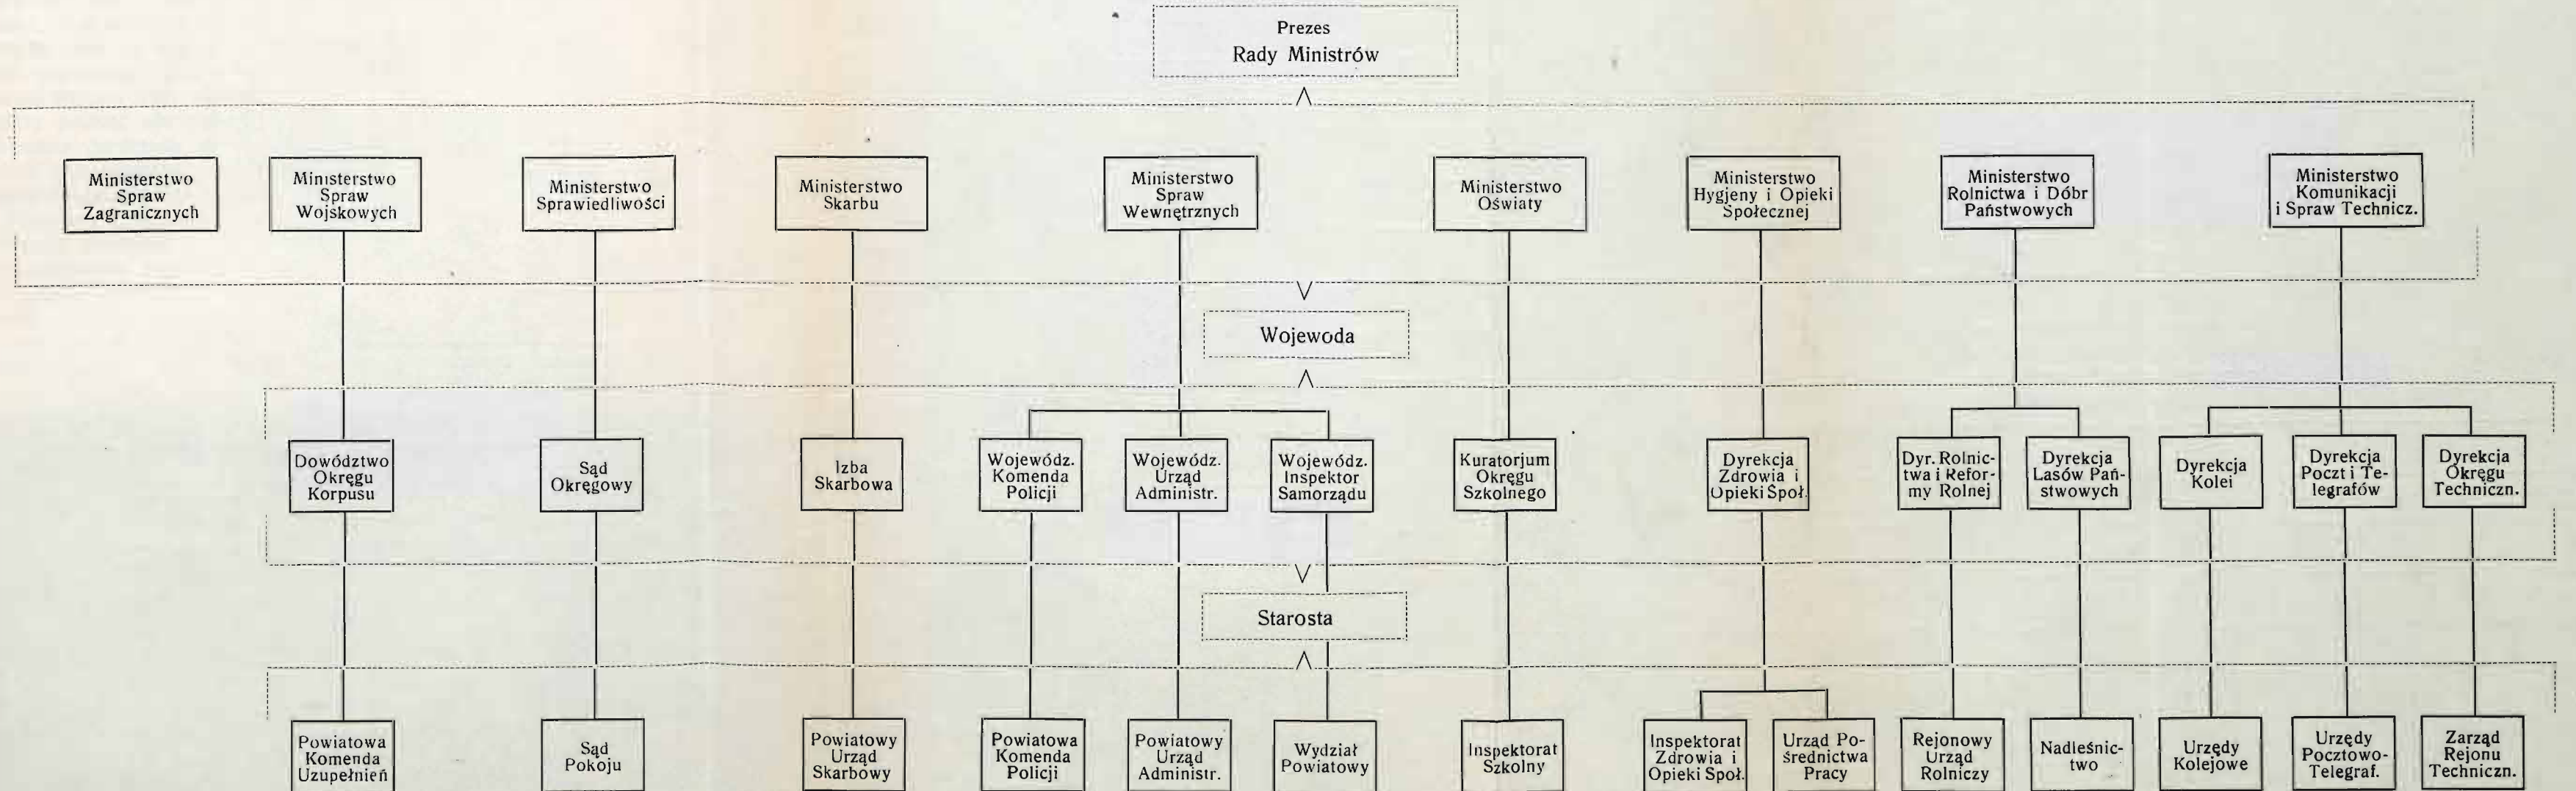 Prezes
Rady Ministrów
Ministerstwo
Spraw
Zagranicznych
Ministerstwo
Spraw
Wojskowych
Ministerstwo
Sprawiedliwości
Ministerstwo
Skarbu
Ministerstwo
Spraw
Wewnętrznych
Ministerstwo
Oświaty
Ministerstwo
Hygjeny i Opieki
Społecznej
Ministerstwo
Rolnictwa i Dóbr
Państwowych
Ministerstwo
Komunikacji
i Spraw Technicz.
Wojewoda
Dowództwo
Okręgu
Korpusu
Sąd
Okręgowy
Izba
Skarbowa
Wojewódz.
Komenda
Policji
Wojewódz.
Urząd
Administr.
Wojewódz.
Inspektor
Samorządu
Kuratorjum
Okręgu
Szkolnego
Dyrekcja
Zdrowia i
Opieki Społ.
Dyr. Rolnic-
twa i Refor-
my Rolnej
Dyrekcja
Lasów Pań-
stwowych
Dyrekcja
Kolei
Dyrekcja
Poczt i Te-
legrafów
Dyrekcja
Okręgu
Techniczn.
Starosta
Powiatowa
Komenda
Uzupełnień
Sąd
Pokoju
Powiatowy
Urząd
Skarbowy
Powiatowa
Komenda
Policji
Powiatowy
Urząd
Administr.
Wydział
Powiatowy
Inspektorat
Szkolny
Inspektorat
Zdrowia i
Opieki Społ.
Urząd Po-
średnictwa
Pracy
Rejonowy
Urząd
Rolniczy
Nadleśnic-
two
Urzędy
Kolejowe
Urzędy
Pocztowo-
Telegraf.
Zarząd
Rejonu
Techniczn.